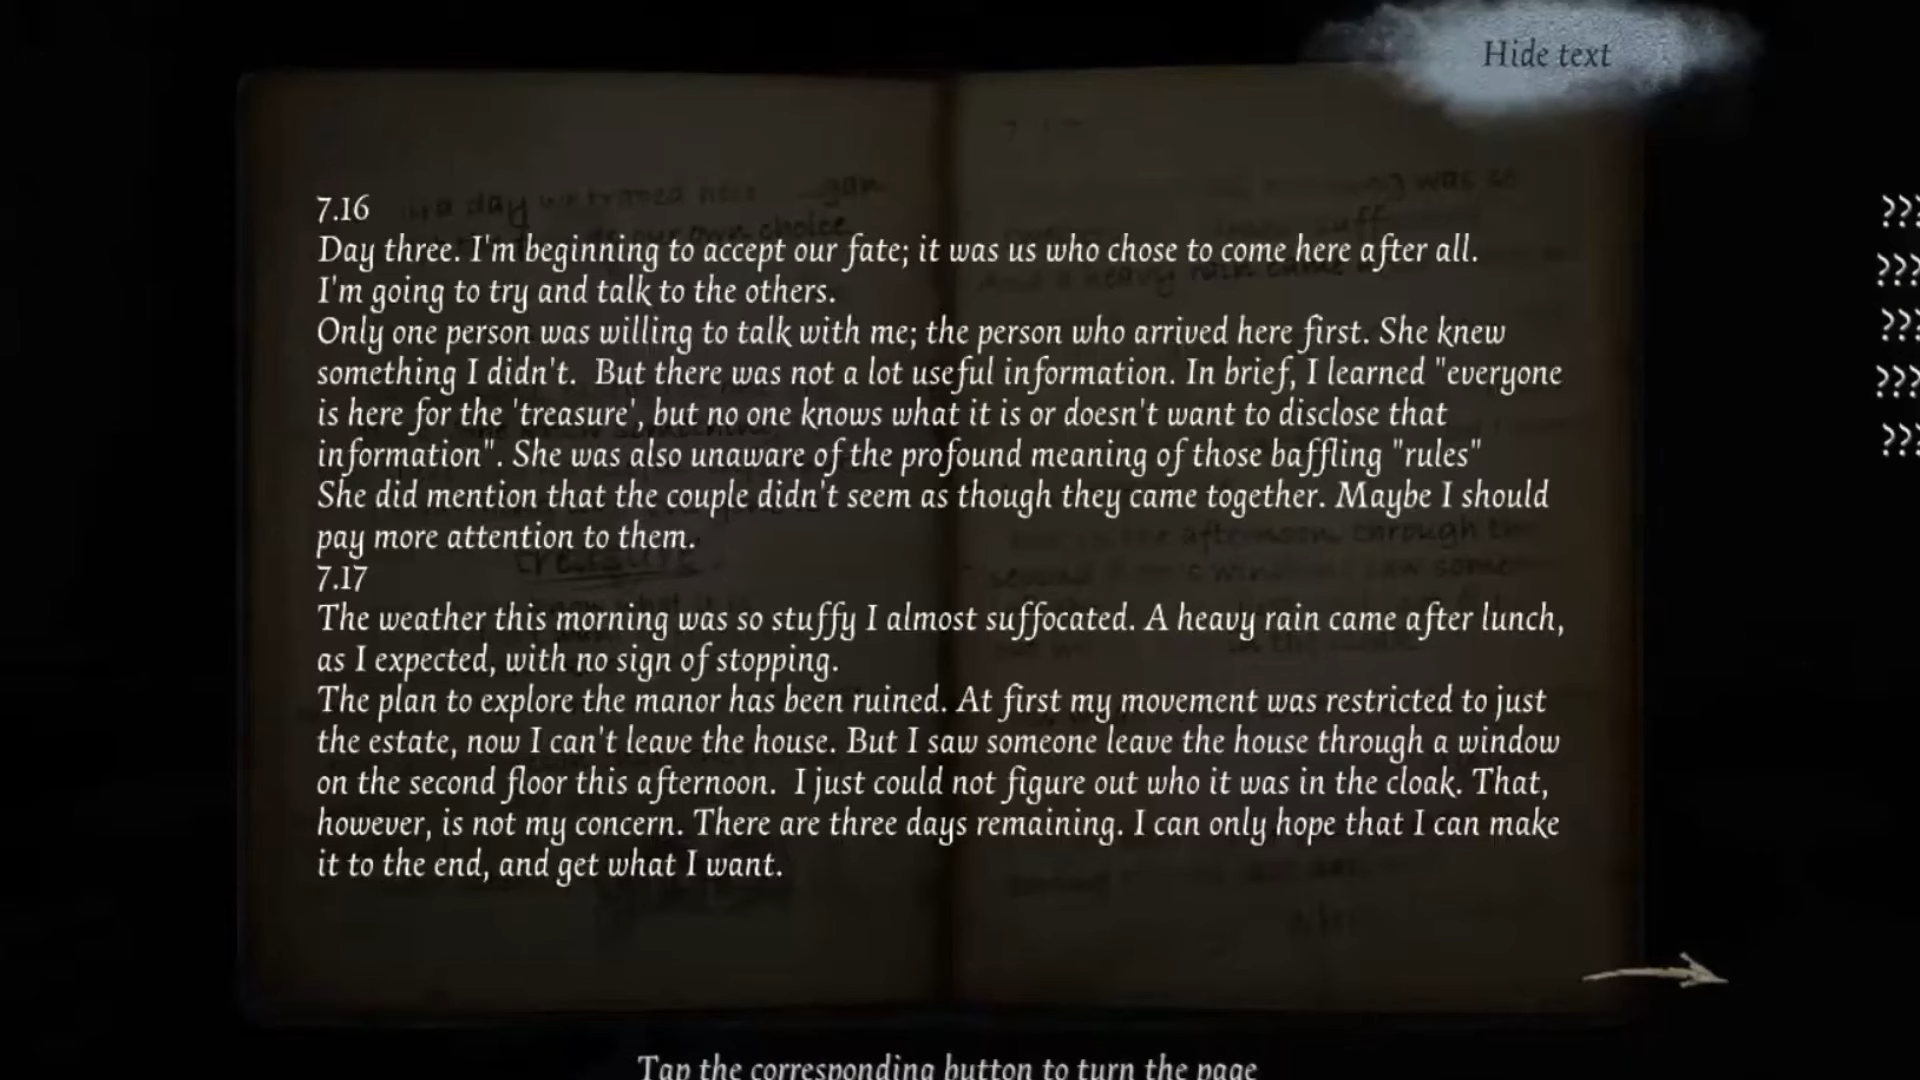 Hide text
7.16
Day three. I'm beginning to accept our fate; it was us who chose to come here after all.
I'm going to try and talk to the others.
Only one person was willing to talk with me; the person who arrived here first. She knew
something I didn't.  But there was not a lot useful information. In brief, I learned "everyone
is here for the 'treasure', but no one knows what it is or doesn't want to disclose that
information". She was also unaware of the profound meaning of those baffling "rules"
She did mention that the couple didn't seem as though they came together. Maybe I should
pay more attention to them.
7.17
The weather this morning was so stuffy I almost suffocated. A heavy rain came after lunch,
as I expected, with no sign of stopping.
The plan to explore the manor has been ruined. At first my movement was restricted to just
the estate, now I can't leave the house. But I saw someone leave the house through a window
on the second floor this afternoon.  I just could not figure out who it was in the cloak. That,
however, is not my concern. There are three days remaining. I can only hope that I can make
it to the end, and get what I want.
???
???
???
???
???
Tap the corresponding button to turn the page